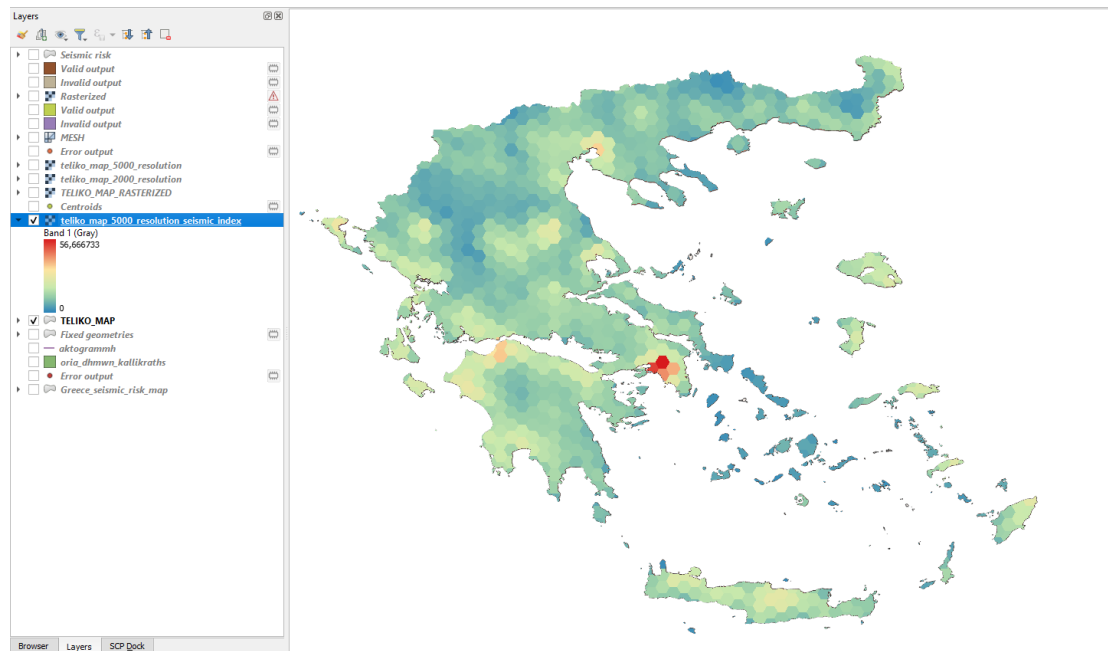 Layers
Seismic risk
Valid output
Invalid output
Rasterized
Valid output
Invalid output
MESH
Error output
teliko_map_5000_resolution
teliko_map_2000_resolution
TELIKO_MAP_RASTERIZED
Centroids
teliko_map_5000_resolution_seismic_index
Band 1 (Gray)
56,666733
0
TELIKO_MAP
Fixed geometries
aktogrammh
oria_dhmwn_kallikraths
Error output
Greece_seismic_risk_map
Browser Layers SCP Dock